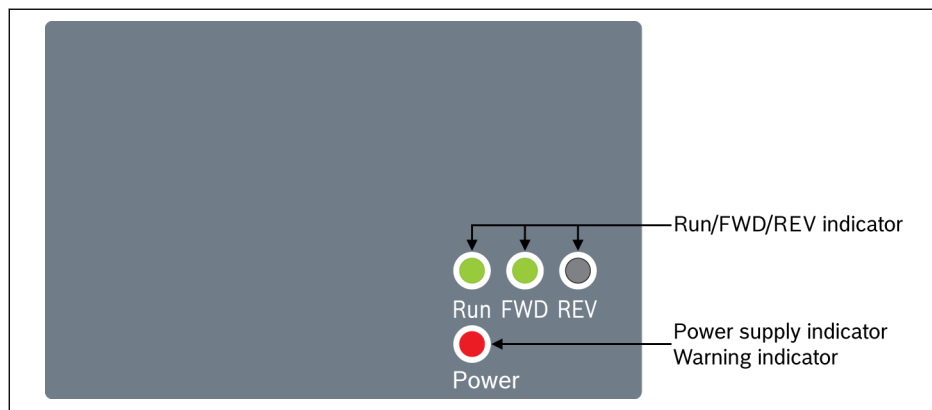 Run/FWD/REV indicator
Run FWD REV
Power supply indicator
Warning indicator
Power